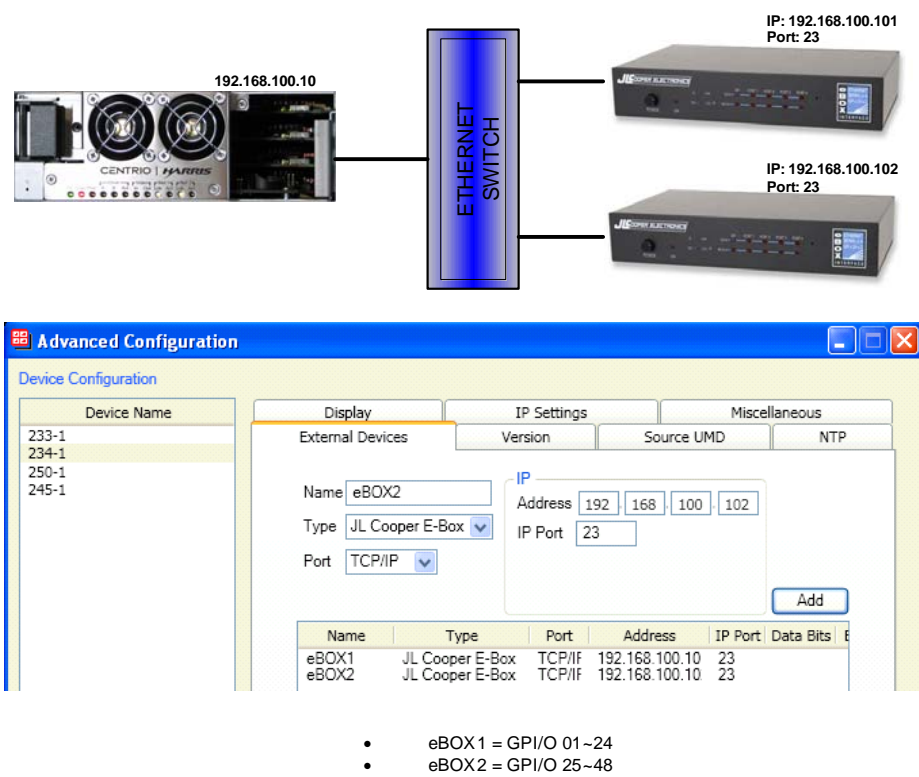 IP: 192.168.100.101
Port: 23
192.168.100.10
JLCOOPER ELECTRONICS
ETHERNET
SWITCH
CENTRIO | HARRIS
IP: 192.168.100.102
Port: 23
JLCOOPER ELECTRONICS
Advanced Configuration
Device Configuration
Device Name
233-1
234-1
250-1
245-1
Display
IP Settings
Miscellaneous
External Devices
Version
Source UMD
NTP
Name eBOX2
Type JL Cooper E-Box
Port TCP/IP
IP
Address 192 . 168 . 100 . 102
IP Port 23
Add
Name Type Port Address IP Port Data Bits
eBOX1 JL Cooper E-Box TCP/IF 192.168.100.10 23
eBOX2 JL Cooper E-Box TCP/IF 192.168.100.10 23
• eBOX1 = GPI/O 01~24
• eBOX2 = GPI/O 25~48